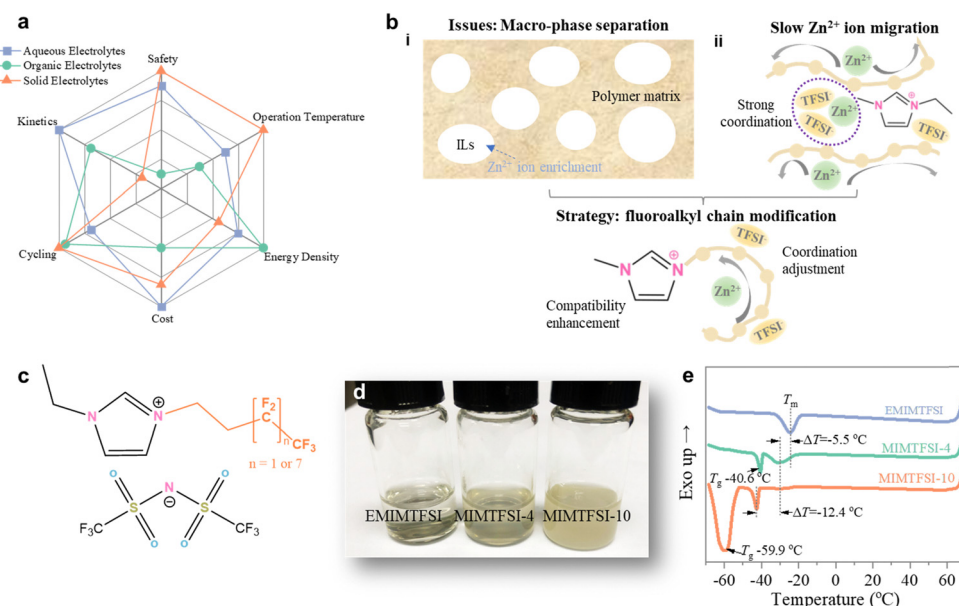 a
Aqueous Electrolytes
Organic Electrolytes
Solid Electrolytes
Safety
Operation Temperature
Energy Density
Cost
Cycling
Kinetics
b
Issues: Macro-phase separation
i
Polymer matrix
ILs
Zn²⁺ ion enrichment
ii
Slow Zn²⁺ ion migration
Zn²⁺
Strong
coordination
TFSI⁻
Zn²⁺
TFSI⁻
TFSI⁻
N
N
⊕
TFSI⁻
Zn²⁺
Strategy: fluoroalkyl chain modification
TFSI⁻
N
N
⊕
Zn²⁺
Coordination
adjustment
Compatibility
enhancement
TFSI⁻
c
N
N
⊕
F₂
C
C
n
CF₃
n = 1 or 7
O
N
O
S
⊖
S
F₃C
CF₃
O
O
d
EMIMTFSI
MIMTFSI-4
MIMTFSI-10
e
Exo up →
Tm
EMIMTFSI
ΔT=-5.5 °C
MIMTFSI-4
Tg -40.6 °C
MIMTFSI-10
ΔT=-12.4 °C
Tg -59.9 °C
-60 -40 -20 0 20 40 60
Temperature (°C)